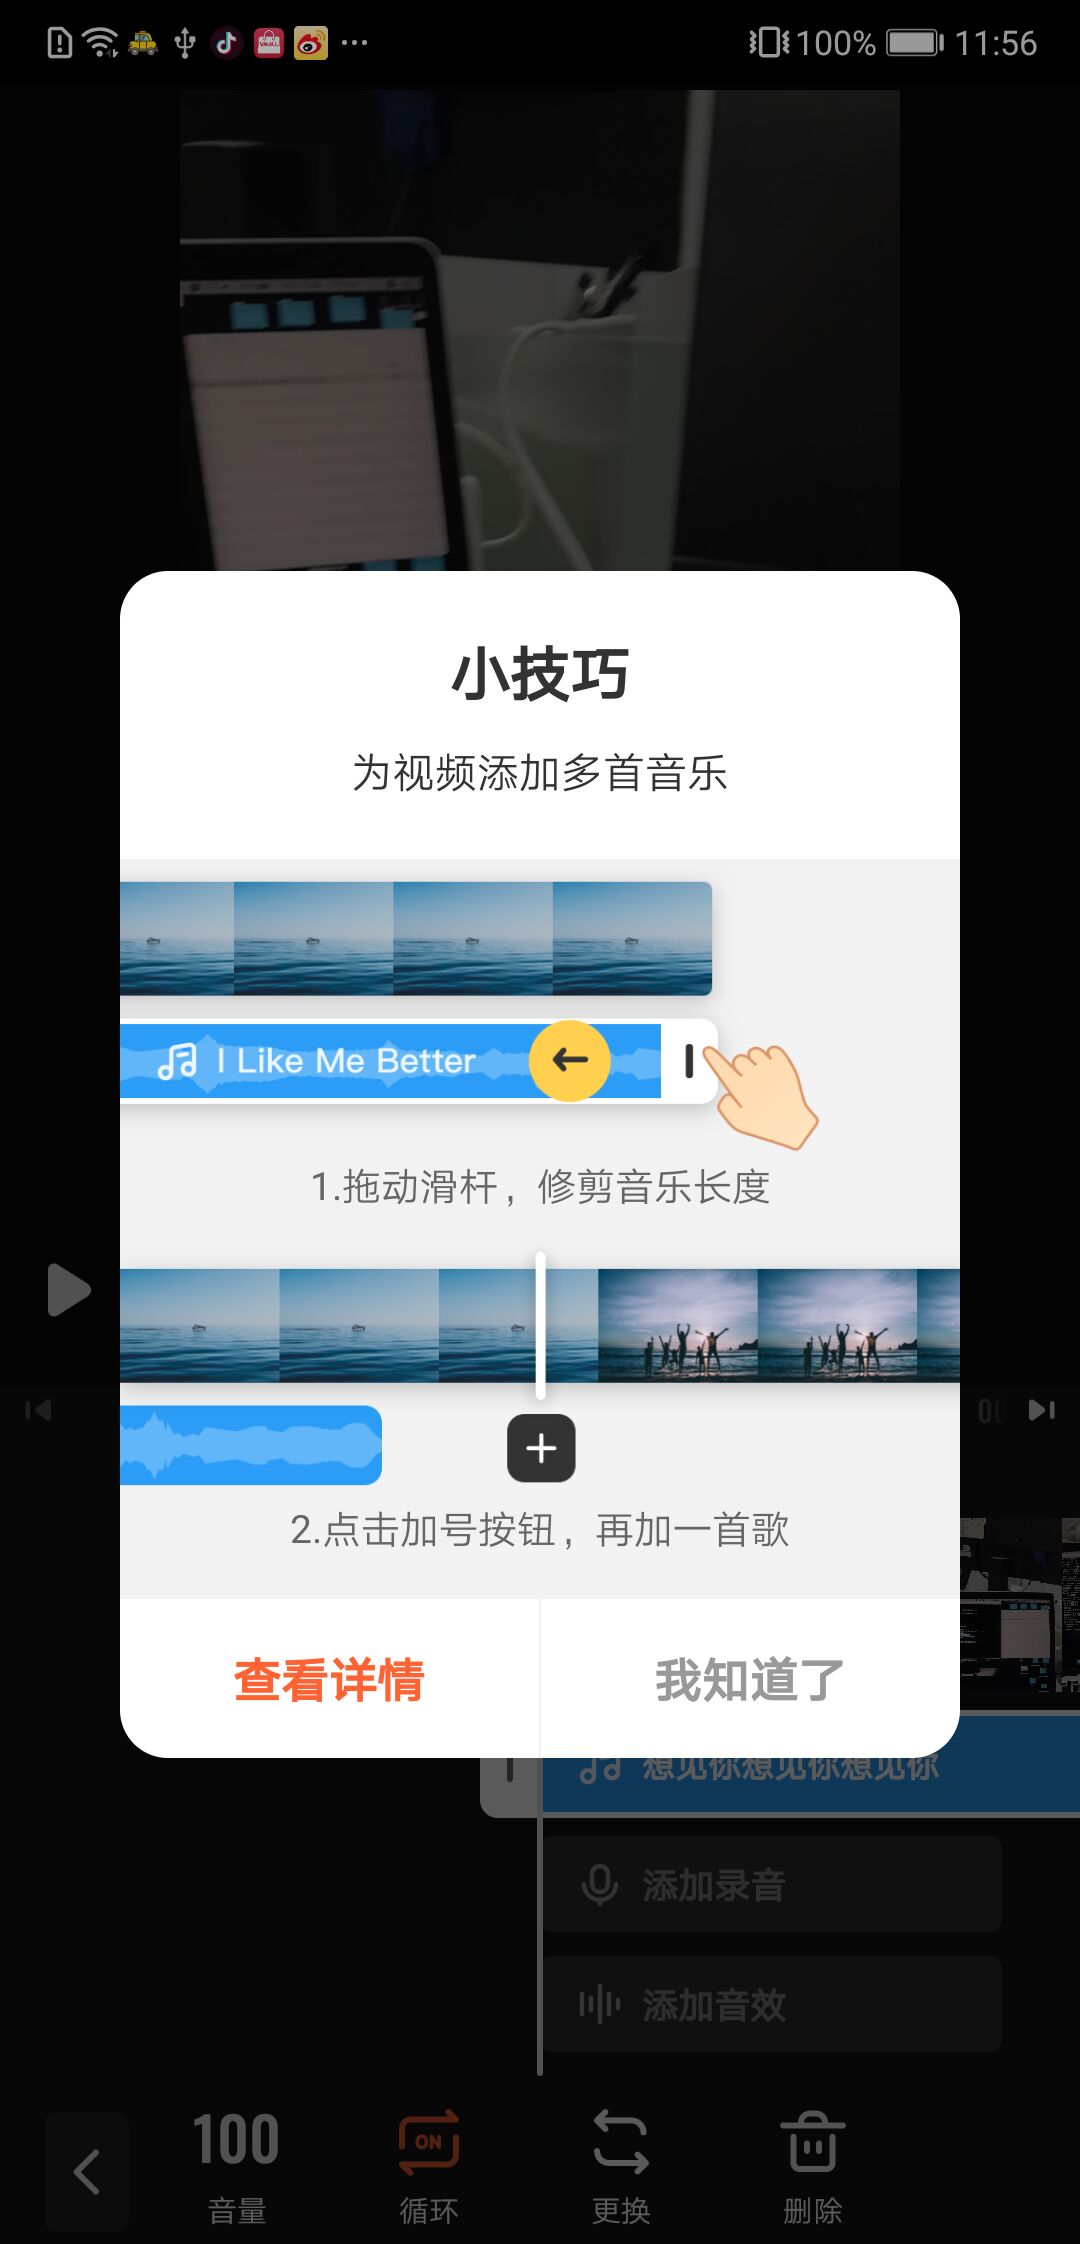 100%
11:56
小技巧
为视频添加多首音乐
I Like Me Better
1.拖动滑杆，修剪音乐长度
2.点击加号按钮，再加一首歌
查看详情
我知道了
想见你想见你想见你
添加录音
添加音效
100
ON
音量
循环
更换
删除